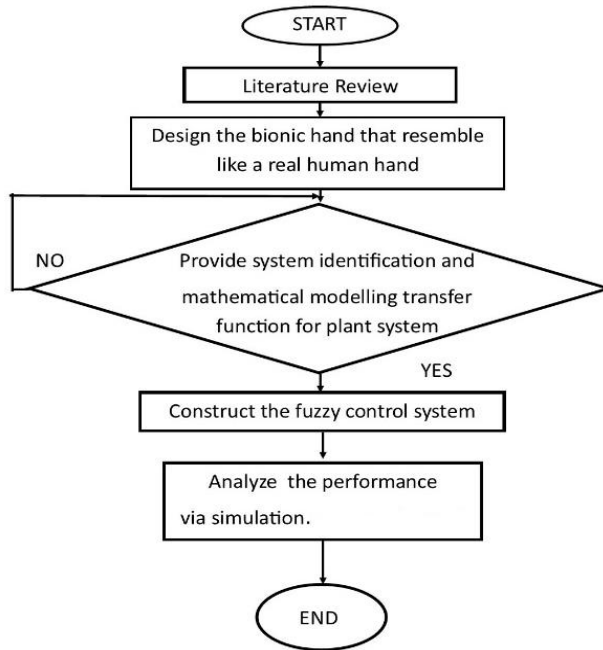 START
Literature Review
Design the bionic hand that resemble
like a real human hand
NO
Provide system identification and
mathematical modelling transfer
function for plant system
YES
Construct the fuzzy control system
Analyze the performance
via simulation.
END